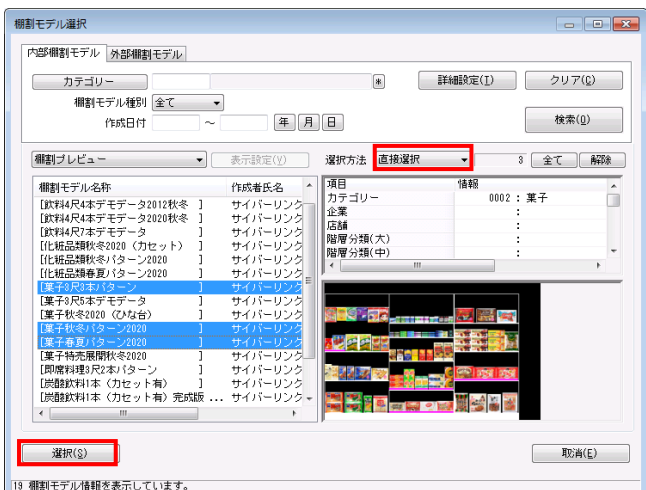 棚割モデル選択
内部棚割モデル 外部棚割モデル
カテゴリー * 詳細設定(I) クリア(C)
棚割モデル種別 全て
作成日付 ～ 年 月 日 検索(Q)
棚割プレビュー 表示設定(V) 選択方法 直接選択 3 全て 解除
棚割モデル名称 作成者氏名
[飲料4尺4本デモデータ2012秋冬 ] サイバーリンク
[飲料4尺4本デモデータ2020秋冬 ] サイバーリンク
[飲料4尺7本デモデータ ] サイバーリンク
[化粧品類秋冬2020（カセット） ] サイバーリンク
[化粧品類秋冬パターン2020 ] サイバーリンク
[化粧品類春夏パターン2020 ] サイバーリンク
[菓子3尺3本パターン ] サイバーリンク
[菓子3尺5本デモデータ ] サイバーリンク
[菓子秋冬2020（ひな台） ] サイバーリンク
[菓子秋冬パターン2020 ] サイバーリンク
[菓子春夏パターン2020 ] サイバーリンク
[菓子特売展開秋冬2020 ] サイバーリンク
[即席料理3尺2本パターン ] サイバーリンク
[炭酸飲料1本（カセット有） ] サイバーリンク
[炭酸飲料1本（カセット有）完成版 ... サイバーリンク
項目 情報
カテゴリー 0002 : 菓子
企業 :
店舗 :
階層分類(大) :
階層分類(中) :
選択(S) 取消(E)
19 棚割モデル情報を表示しています。